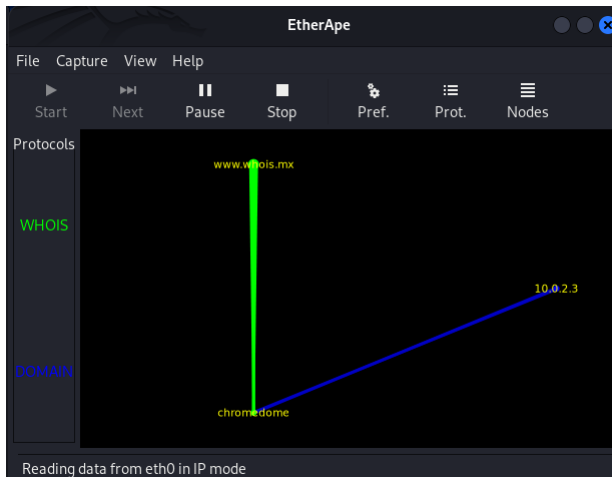 EtherApe
File Capture View Help
Start Next Pause Stop Pref. Prot. Nodes
Protocols
www.whois.mx
WHOIS
10.0.2.3
DOMAIN
chromedome
Reading data from eth0 in IP mode